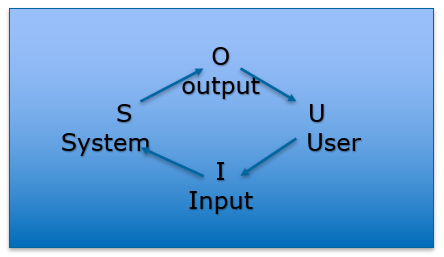 O
output
S
System
U
User
I
Input